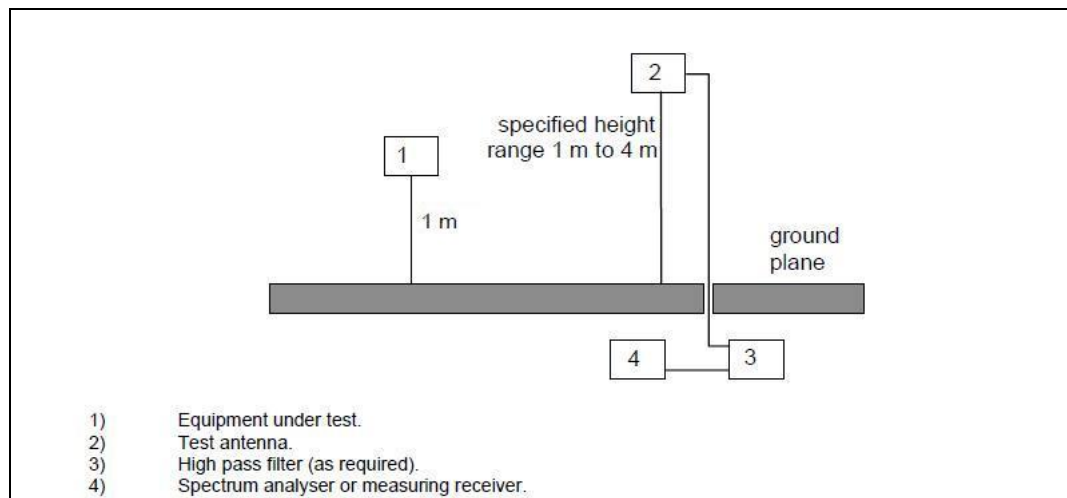 2
specified height
range 1 m to 4 m
1
1 m
ground
plane
4
3
1) Equipment under test.
2) Test antenna.
3) High pass filter (as required).
4) Spectrum analyser or measuring receiver.